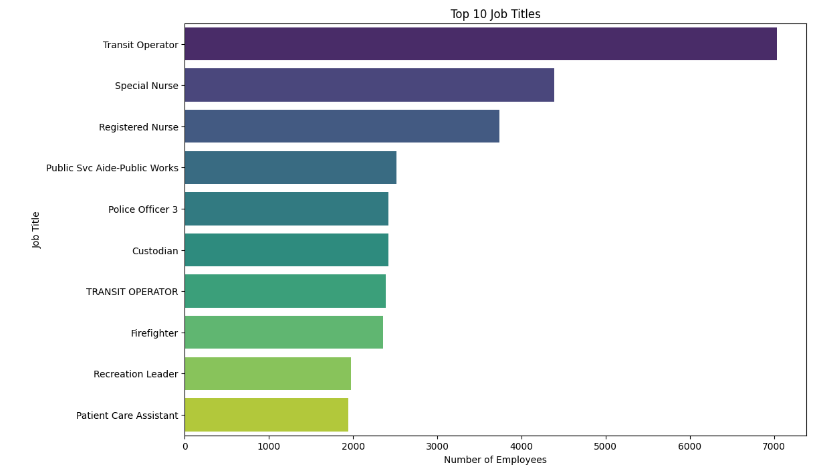 Top 10 Job Titles
Transit Operator
Special Nurse
Registered Nurse
Public Svc Aide-Public Works
Police Officer 3
Custodian
TRANSIT OPERATOR
Firefighter
Recreation Leader
Patient Care Assistant
Job Title
0 1000 2000 3000 4000 5000 6000 7000
Number of Employees